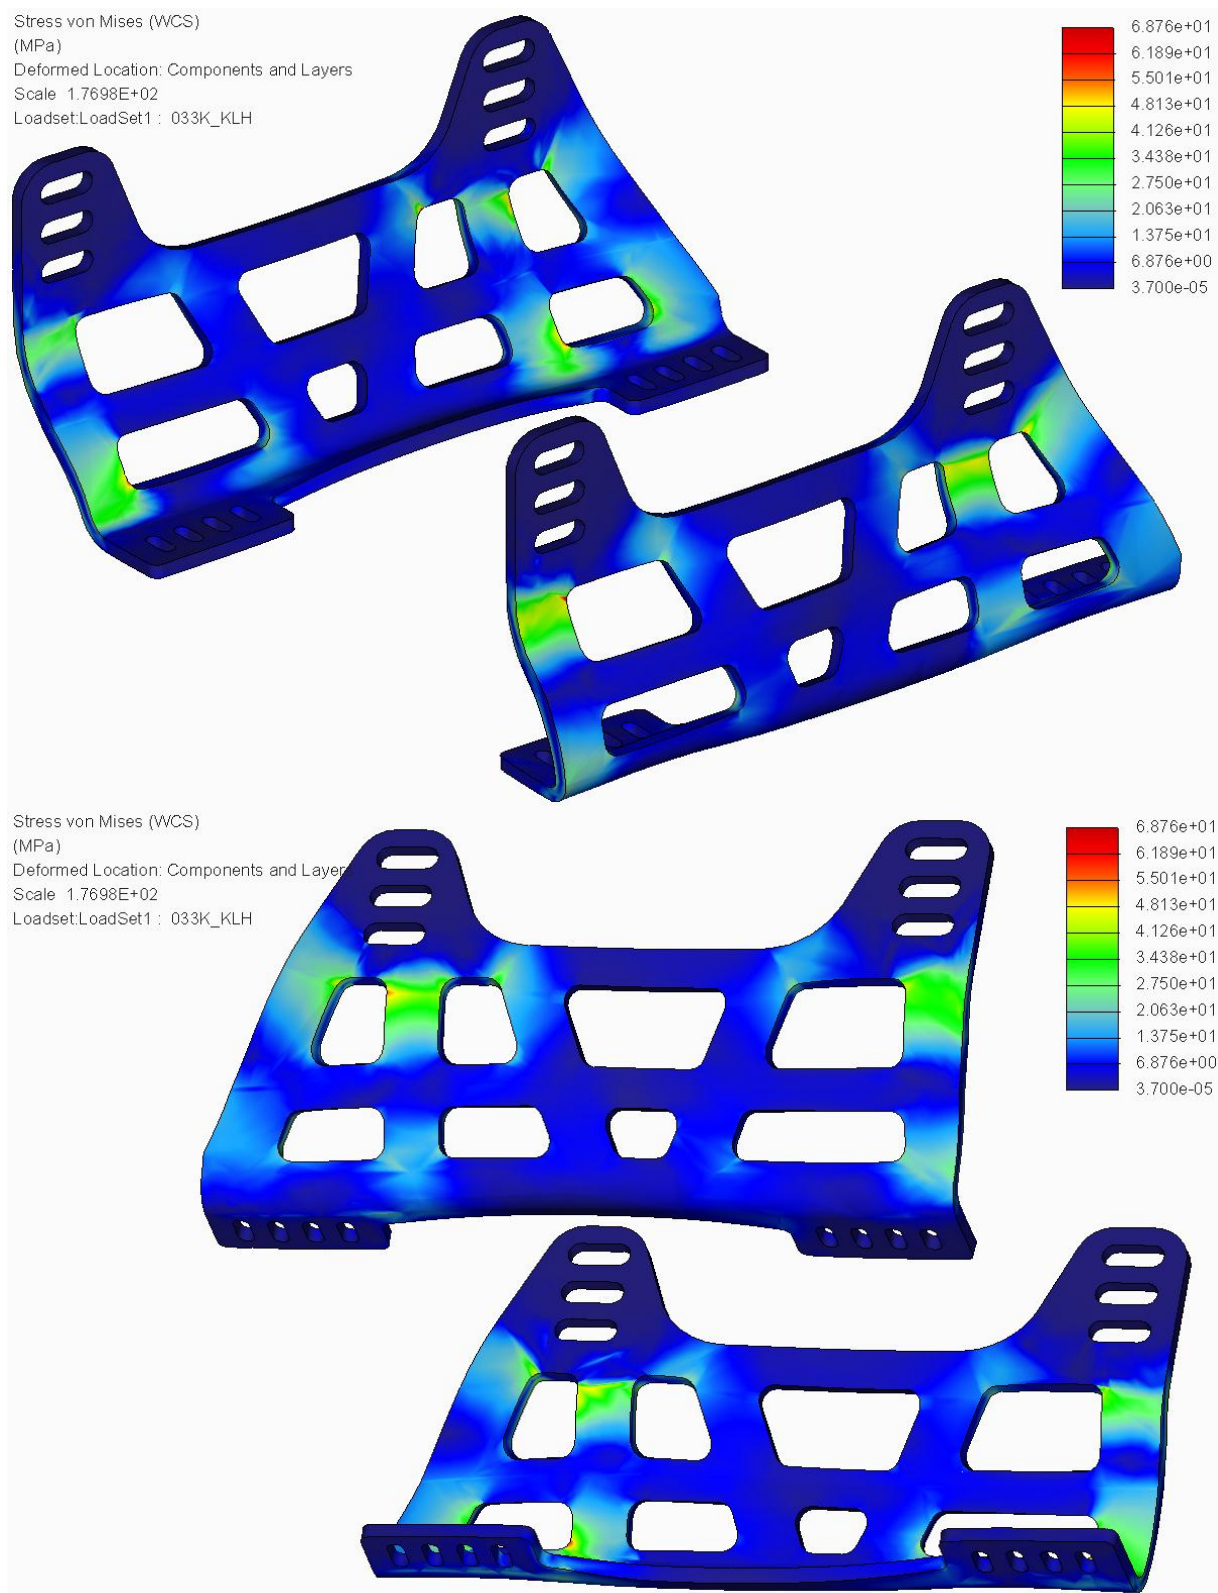 Stress von Mises (WCS)
(MPa)
Deformed Location: Components and Layers
Scale 1.7698E+02
Loadset:LoadSet1 : 033K_KLH
6.876e+01
6.189e+01
5.501e+01
4.813e+01
4.126e+01
3.438e+01
2.750e+01
2.063e+01
1.375e+01
6.876e+00
3.700e-05
Stress von Mises (WCS)
(MPa)
Deformed Location: Components and Layer
Scale 1.7698E+02
Loadset:LoadSet1 : 033K_KLH
6.876e+01
6.189e+01
5.501e+01
4.813e+01
4.126e+01
3.438e+01
2.750e+01
2.063e+01
1.375e+01
6.876e+00
3.700e-05